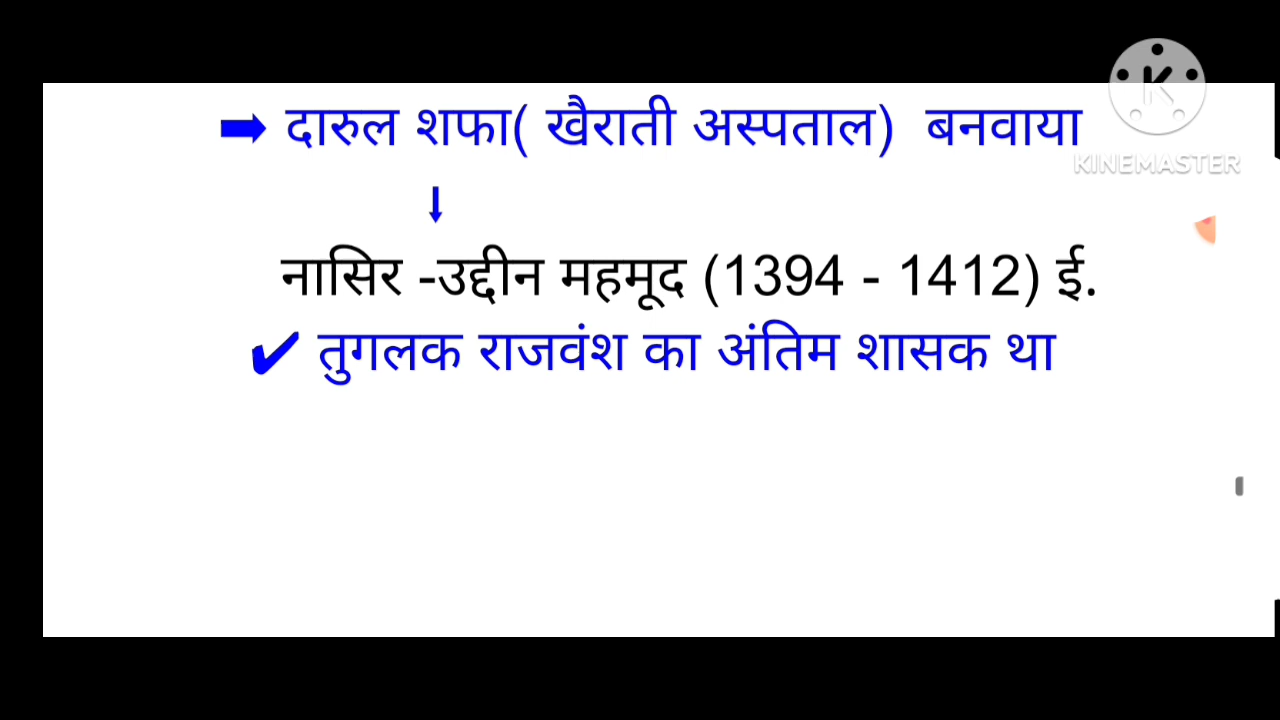 ➡ दारुल शफा( खैराती अस्पताल) बनवाया
↓
नासिर -उद्दीन महमूद (1394 - 1412) ई.
✔ तुगलक राजवंश का अंतिम शासक था
KINEMASTER